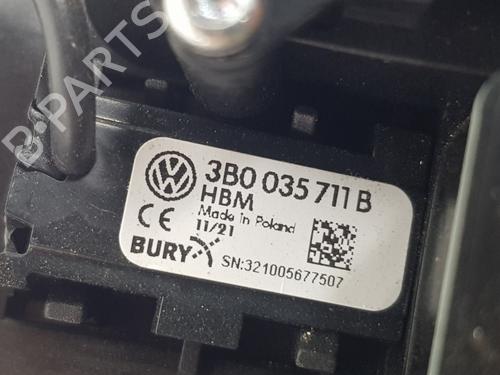 B-PARTS
3B0 035 711 B
HBM
CE Made in Poland
11/21
BURY
SN:321005677507